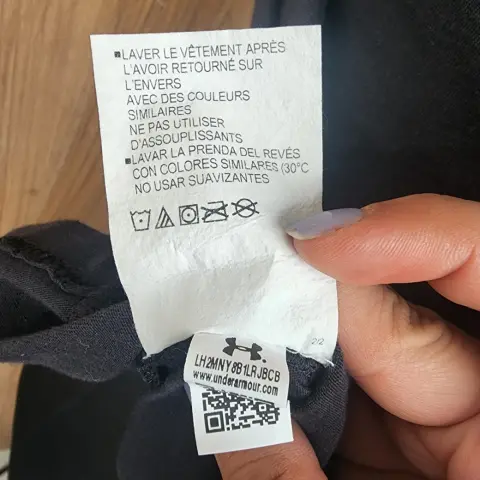 ▪LAVER LE VÊTEMENT APRÈS
L'AVOIR RETOURNÉ SUR
L'ENVERS
AVEC DES COULEURS
SIMILAIRES
NE PAS UTILISER
D'ASSOUPLISSANTS
▪LAVAR LA PRENDA DEL REVÉS
CON COLORES SIMILARES (30°C
NO USAR SUAVIZANTES
2/2
LH2MNY8B1LRJBCB
www.underarmour.com